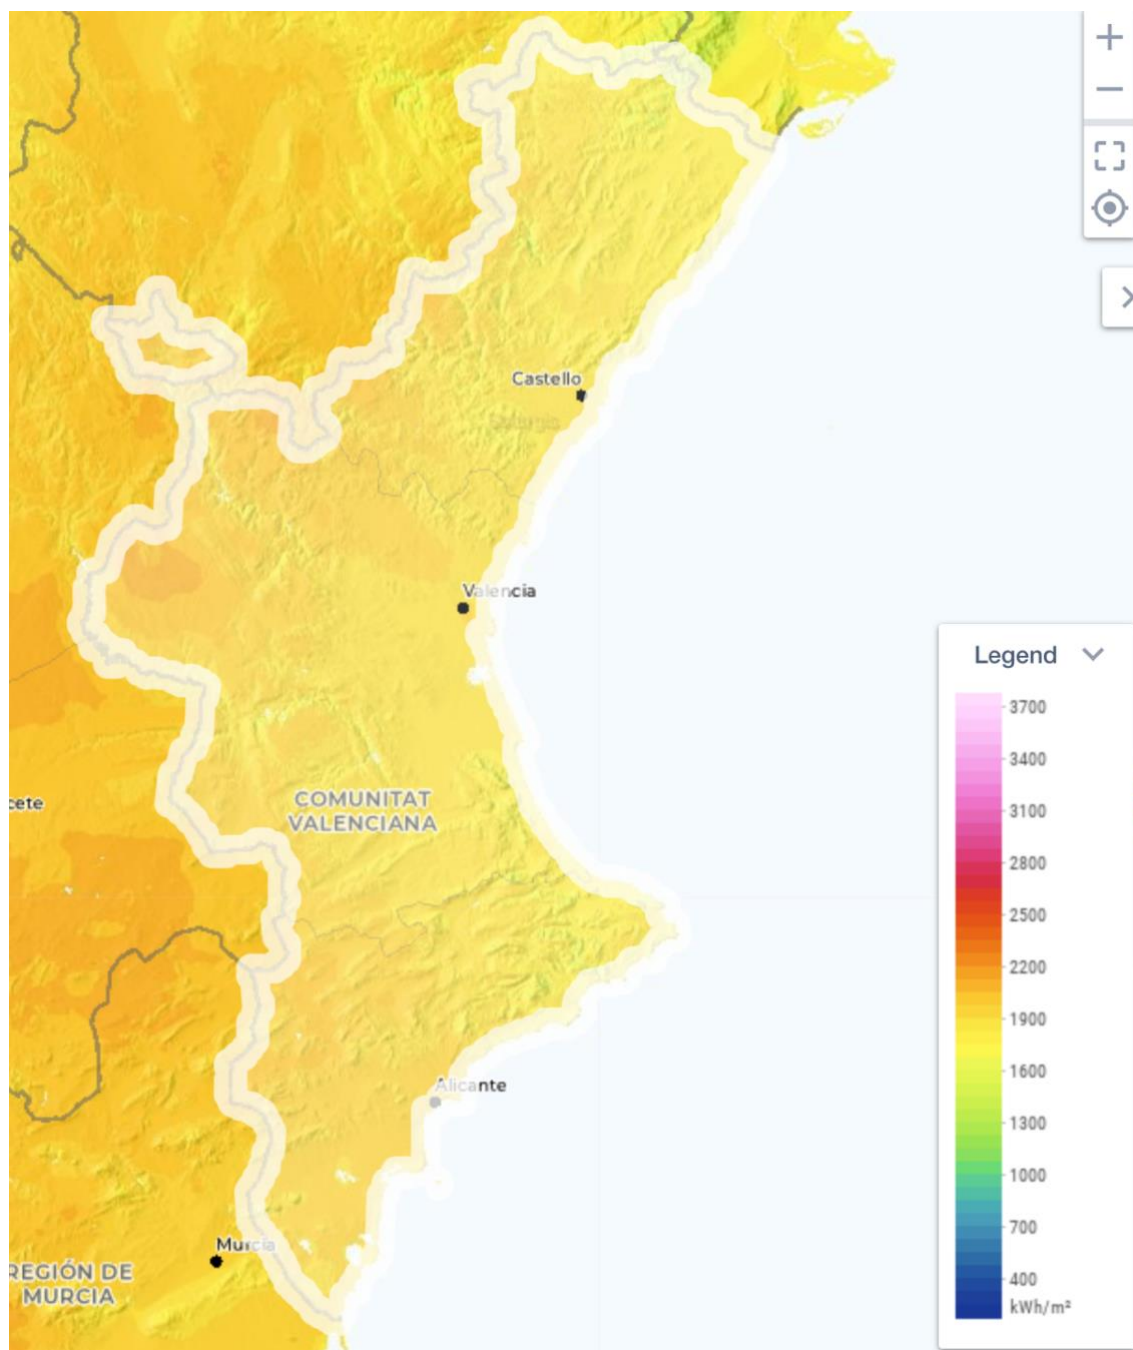 Castello
Valencia
Legend
3700
3400
cete
COMUNITAT
VALENCIANA
3100
2800
2500
2200
1900
1600
Alicante
1300
1000
700
Murcia
REGIÓN DE
MURCIA
400
kWh/m²